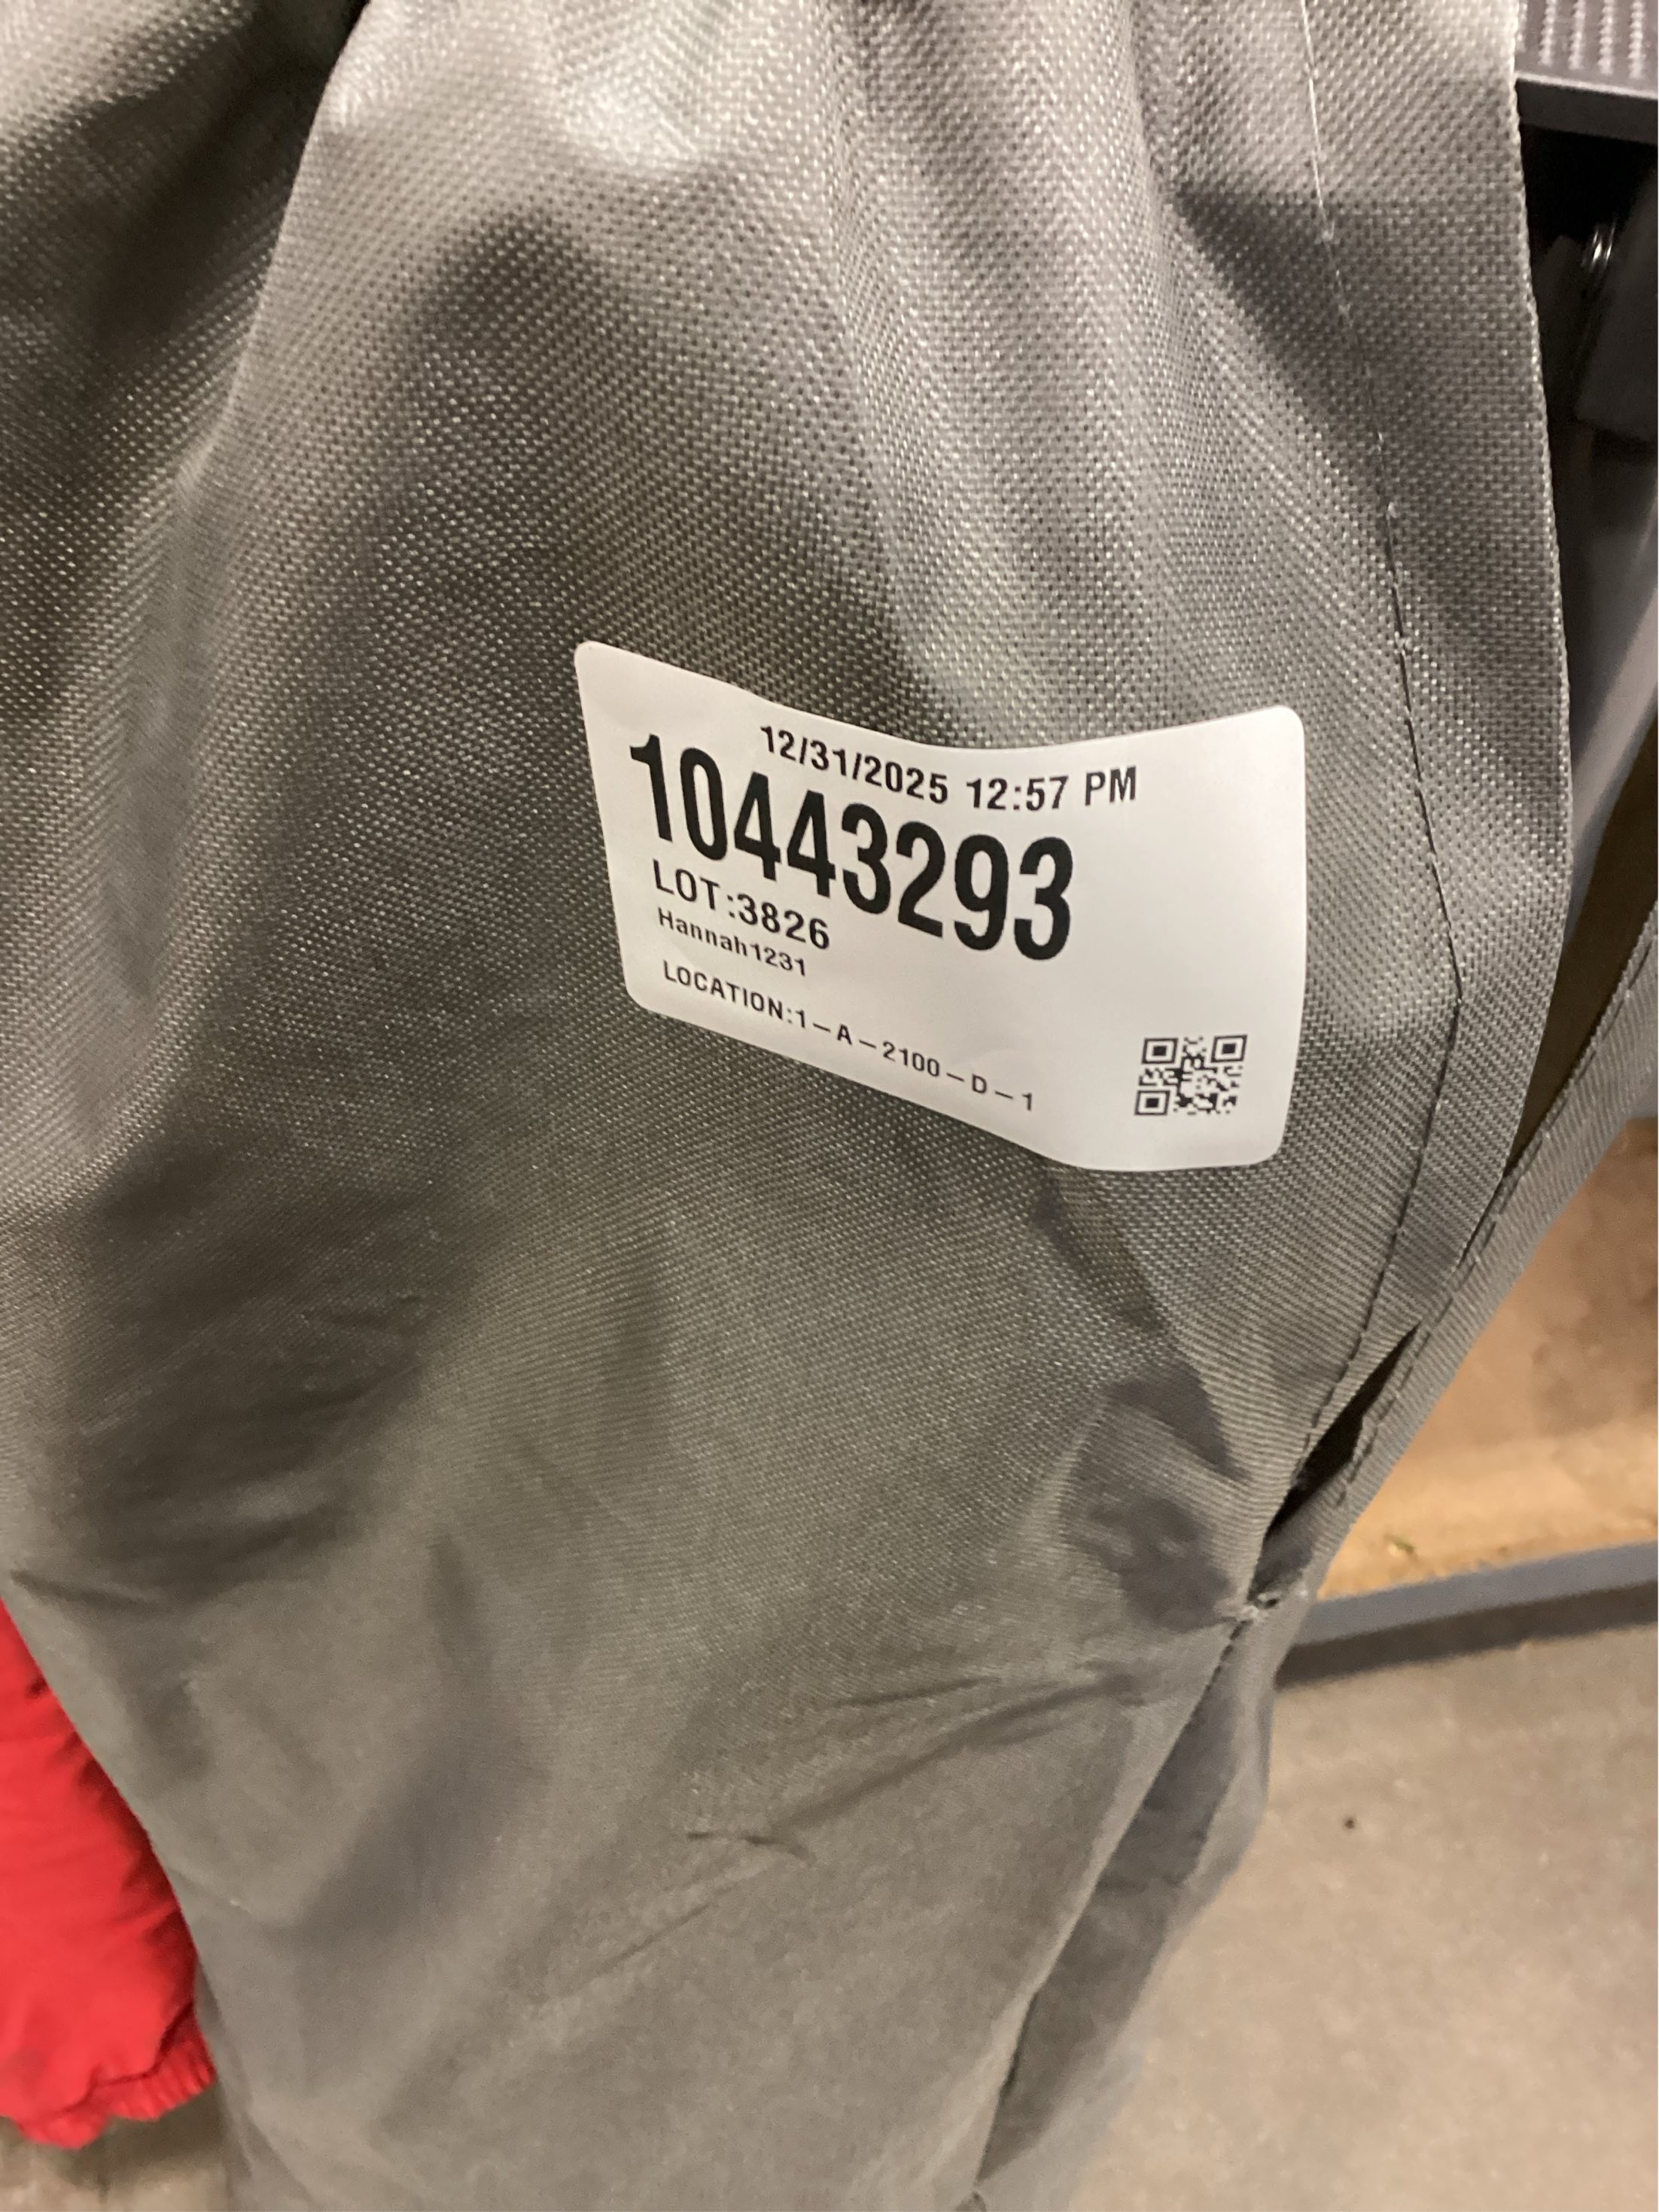 12/31/2025 12:57 PM
10443293
LOT:3826
Hannah1231
LOCATION:1-A-2100-D-1